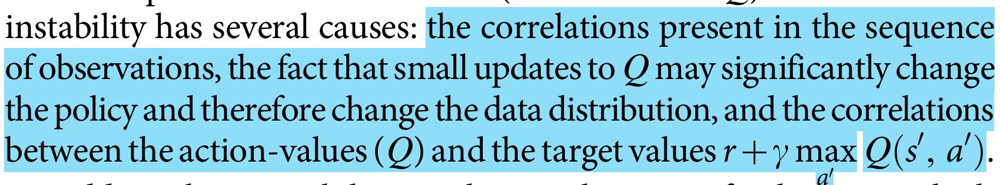 instability has several causes: the correlations present in the sequence
of observations, the fact that small updates to Q may significantly change
the policy and therefore change the data distribution, and the correlations
between the action-values (Q) and the target values r + γ max Q(s′, a′).
a′